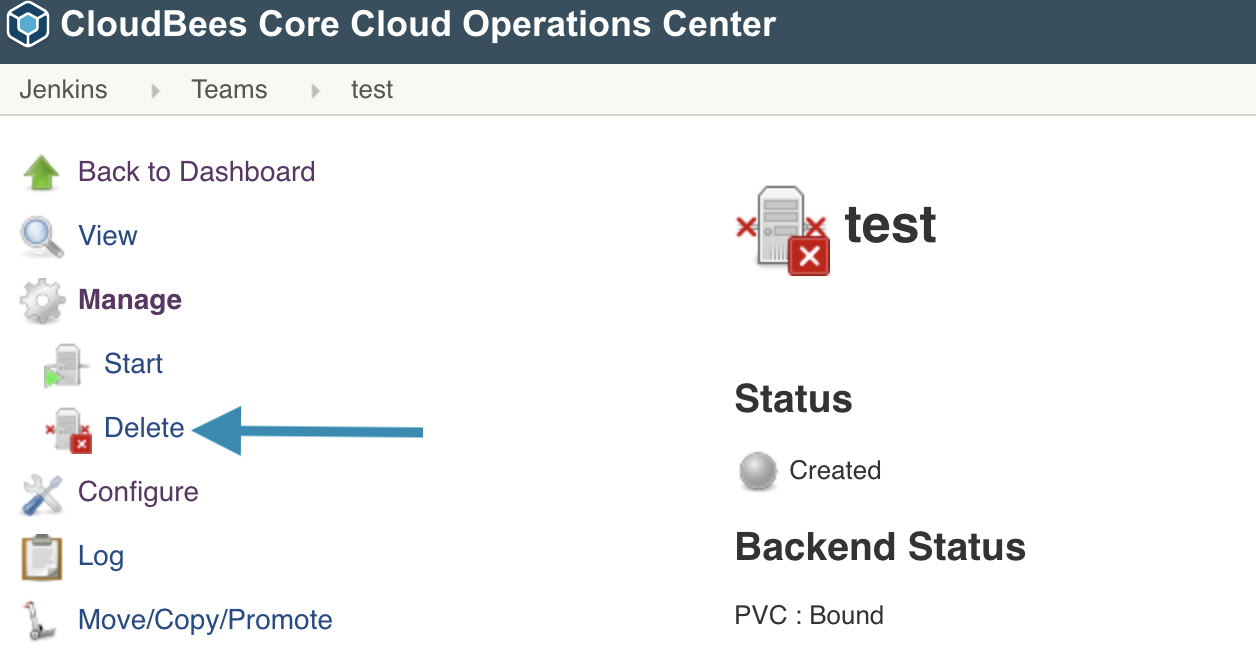 CloudBees Core Cloud Operations Center
Jenkins Teams test
Back to Dashboard
View
Manage
Start
Delete
Configure
Log
Move/Copy/Promote
test
Status
Created
Backend Status
PVC : Bound